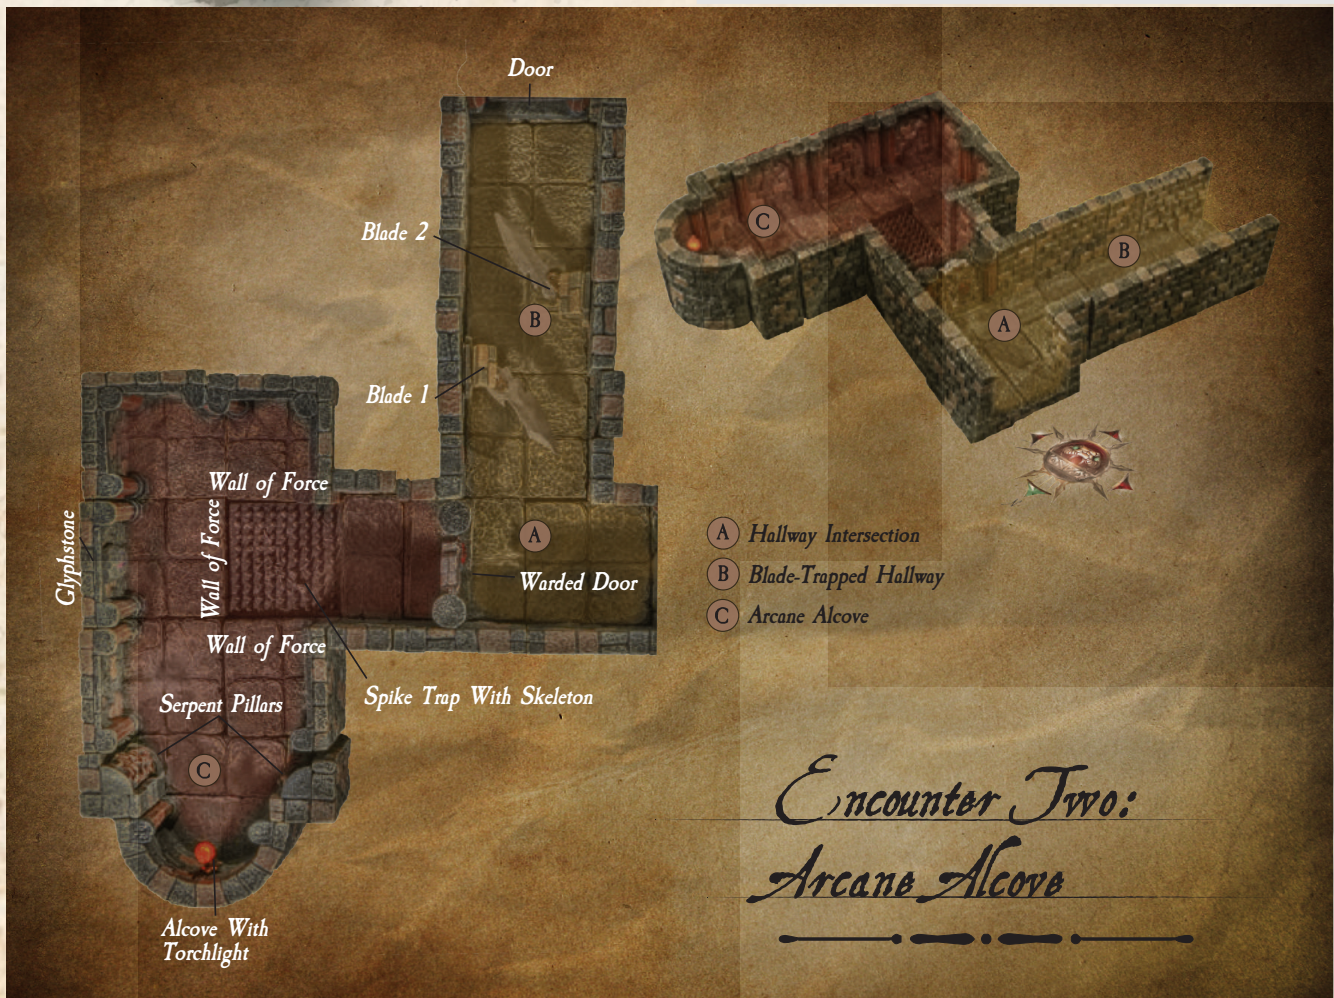 Door
Blade 2
B
Blade 1
Wall of Force
Wall of Force
Glyphstone
A
Warded Door
Wall of Force
Spike Trap With Skeleton
Serpent Pillars
C
Alcove With
Torchlight
C
B
A
A Hallway Intersection
B Blade-Trapped Hallway
C Arcane Alcove
Encounter Two:
Arcane Alcove